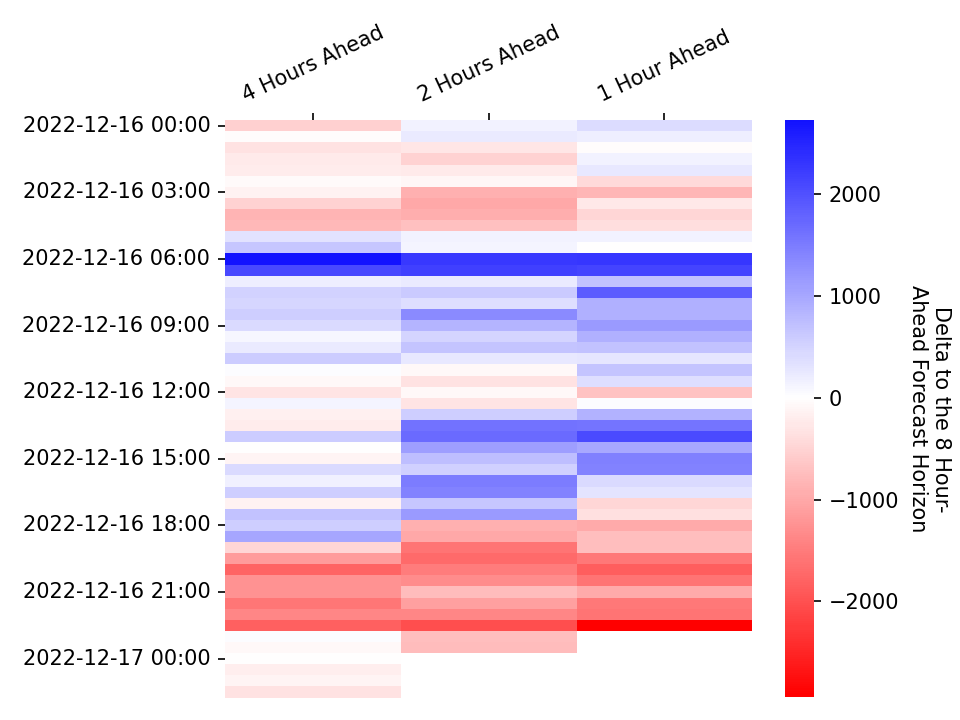 4 Hours Ahead
2 Hours Ahead
1 Hour Ahead
2022-12-16 00:00
2022-12-16 03:00
2022-12-16 06:00
2022-12-16 09:00
2022-12-16 12:00
2022-12-16 15:00
2022-12-16 18:00
2022-12-16 21:00
2022-12-17 00:00
2000
1000
0
−1000
−2000
Delta to the 8 Hour-
Ahead Forecast Horizon